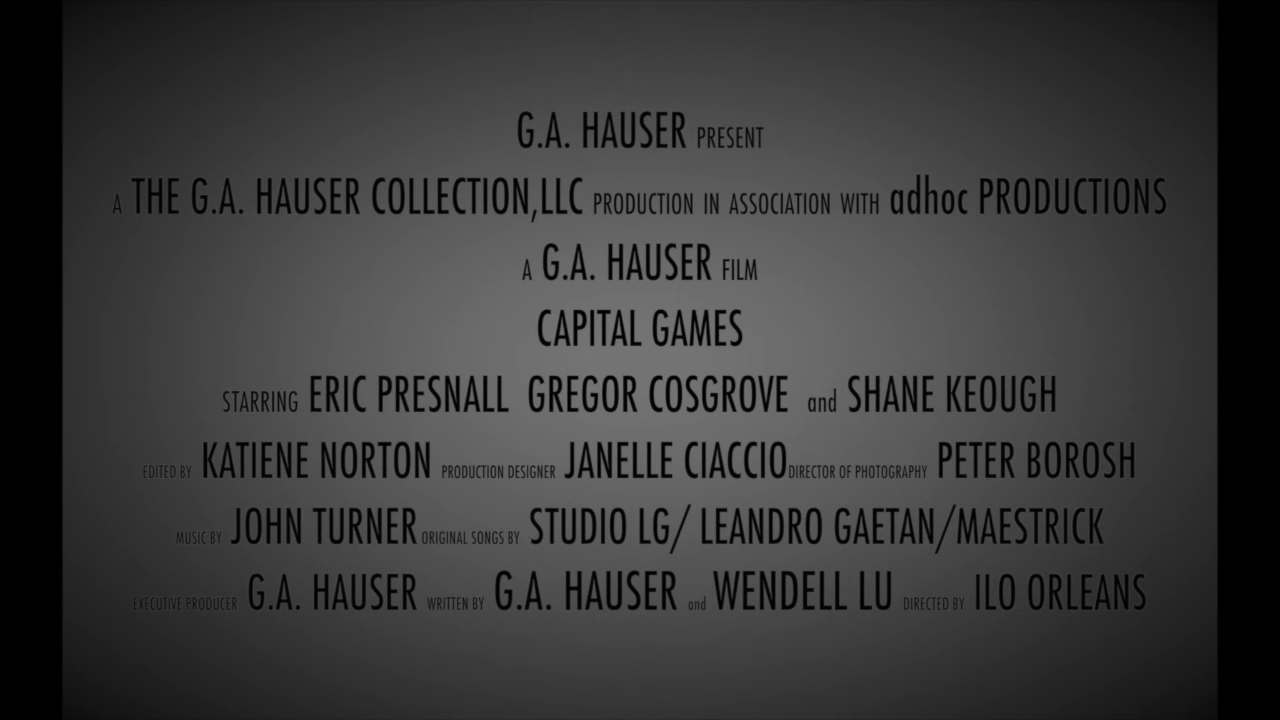 G.A. HAUSER PRESENT
A THE G.A. HAUSER COLLECTION,LLC PRODUCTION IN ASSOCIATION WITH adhoc PRODUCTIONS
A G.A. HAUSER FILM
CAPITAL GAMES
STARRING ERIC PRESNALL GREGOR COSGROVE and SHANE KEOUGH
EDITED BY KATIENE NORTON PRODUCTION DESIGNER JANELLE CIACCIO DIRECTOR OF PHOTOGRAPHY PETER BOROSH
MUSIC BY JOHN TURNER ORIGINAL SONGS BY STUDIO LG/ LEANDRO GAETAN/MAESTRICK
EXECUTIVE PRODUCER G.A. HAUSER WRITTEN BY G.A. HAUSER and WENDELL LU DIRECTED BY ILO ORLEANS